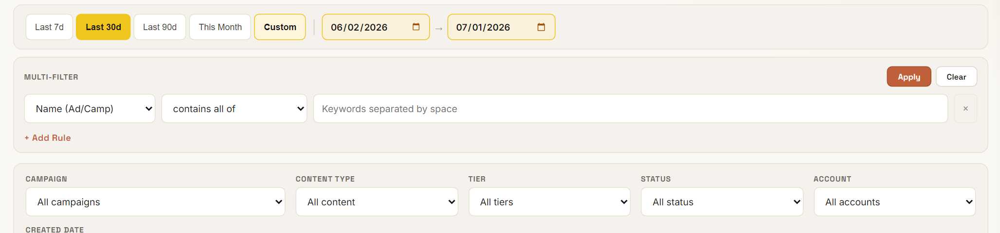 Last 7d Last 30d Last 90d This Month Custom 06/02/2026 → 07/01/2026
MULTI-FILTER Apply Clear
Name (Ad/Camp) contains all of Keywords separated by space ×
+ Add Rule
CAMPAIGN CONTENT TYPE TIER STATUS ACCOUNT
All campaigns All content All tiers All status All accounts
CREATED DATE